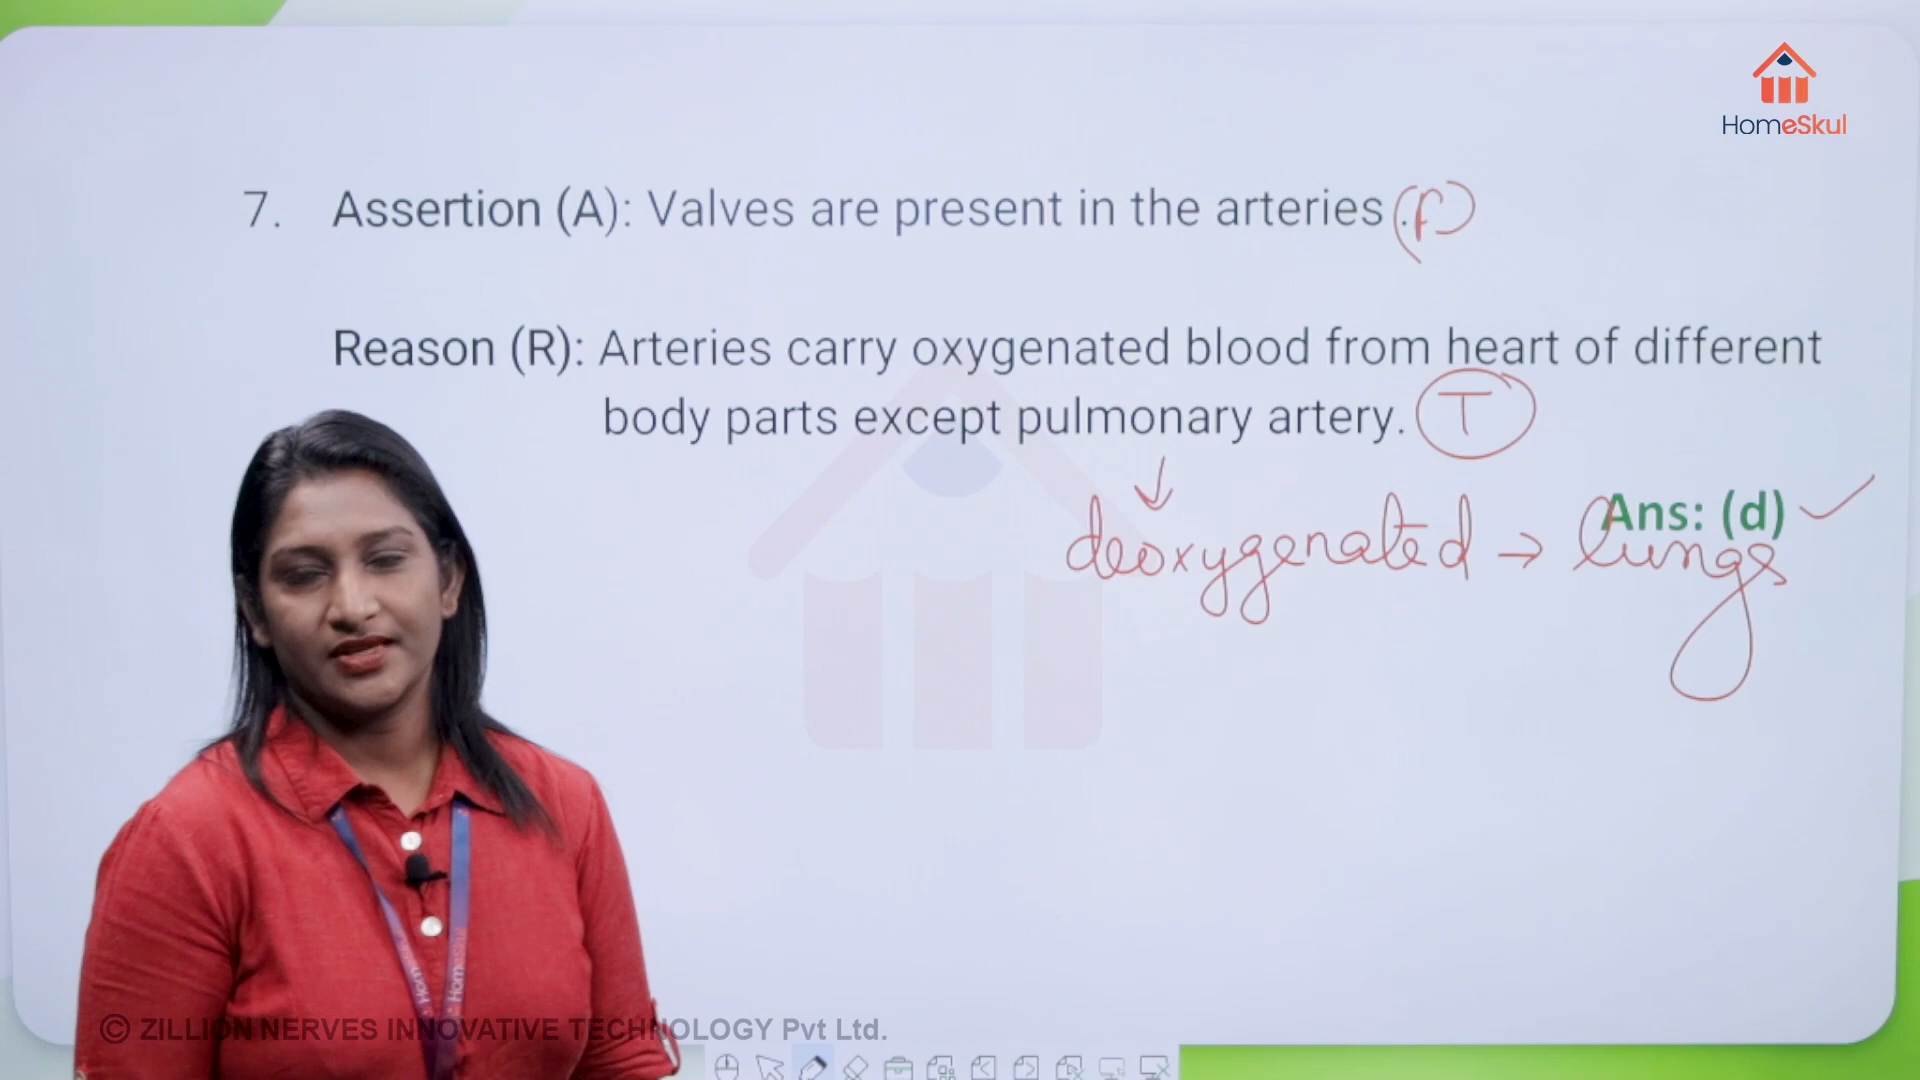 HomeSkul
7. Assertion (A): Valves are present in the arteries. (F)
Reason (R): Arteries carry oxygenated blood from heart of different
body parts except pulmonary artery. T
Ans: (d)
deoxygenated → lungs
HomeSkul
© ZILLION NERVES INNOVATIVE TECHNOLOGY Pvt Ltd.